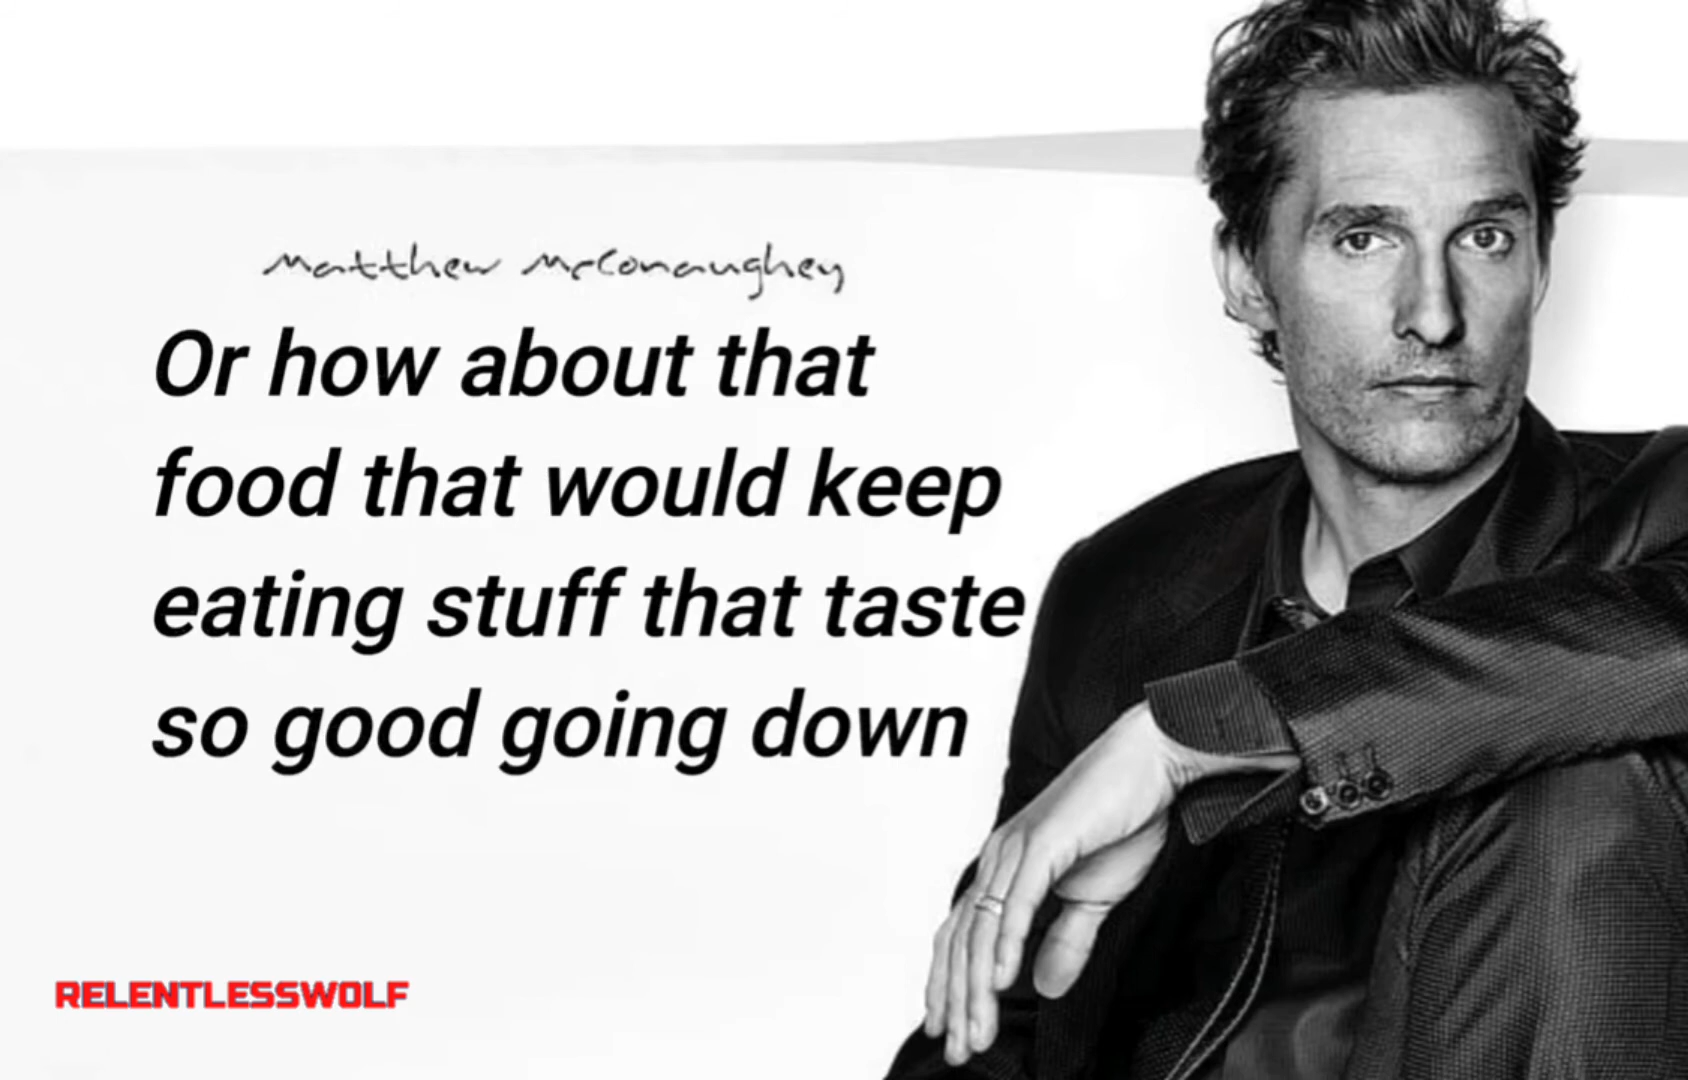 Matthew McConaughey
Or how about that
food that would keep
eating stuff that taste
so good going down
RELENTLESSWOLF